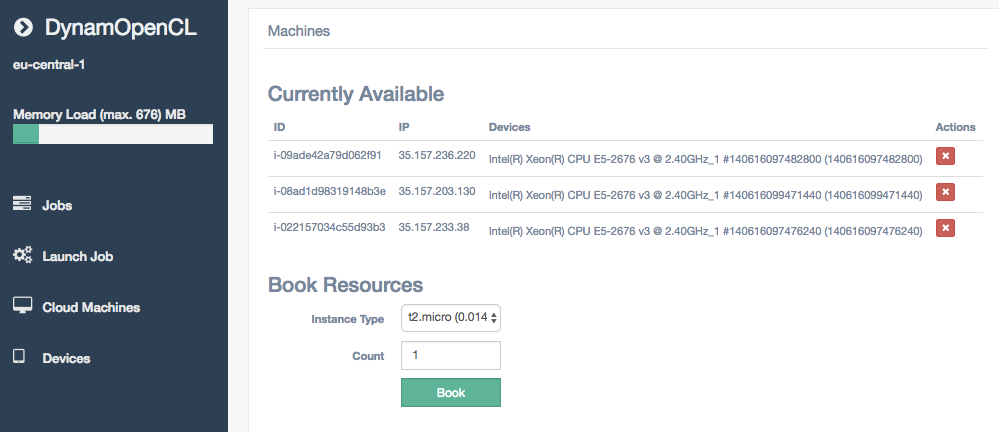 DynamOpenCL
eu-central-1
Memory Load (max. 676) MB
Jobs
Launch Job
Cloud Machines
Devices
Machines
Currently Available
ID IP Devices Actions
i-09ade42a79d062f91 35.157.236.220 Intel(R) Xeon(R) CPU E5-2676 v3 @ 2.40GHz_1 #140616097482800 (140616097482800)
i-08ad1d98319148b3e 35.157.203.130 Intel(R) Xeon(R) CPU E5-2676 v3 @ 2.40GHz_1 #140616099471440 (140616099471440)
i-022157034c55d93b3 35.157.233.38 Intel(R) Xeon(R) CPU E5-2676 v3 @ 2.40GHz_1 #140616097476240 (140616097476240)
Book Resources
Instance Type t2.micro (0.014
Count 1
Book